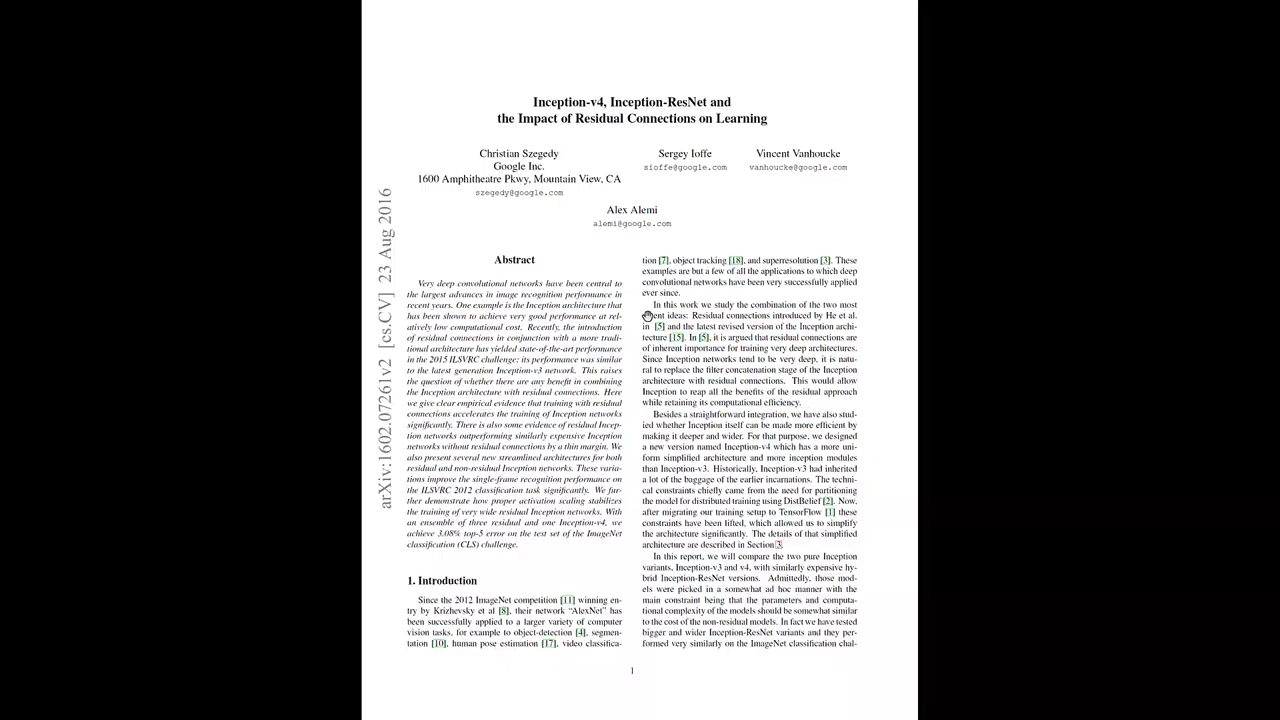 Inception-v4, Inception-ResNet and
the Impact of Residual Connections on Learning
Christian Szegedy
Google Inc.
1600 Amphitheatre Pkwy, Mountain View, CA
szegedy@google.com
Sergey Ioffe
sioffe@google.com
Vincent Vanhoucke
vanhoucke@google.com
Alex Alemi
alemi@google.com
arXiv:1602.07261v2 [cs.CV] 23 Aug 2016
Abstract
Very deep convolutional networks have been central to
the largest advances in image recognition performance in
recent years. One example is the Inception architecture that
has been shown to achieve very good performance at rel-
atively low computational cost. Recently, the introduction
of residual connections in conjunction with a more tradi-
tional architecture has yielded state-of-the-art performance
in the 2015 ILSVRC challenge; its performance was similar
to the latest generation Inception-v3 network. This raises
the question of whether there are any benefit in combining
the Inception architecture with residual connections. Here
we give clear empirical evidence that training with residual
connections accelerates the training of Inception networks
significantly. There is also some evidence of residual Incep-
tion networks outperforming similarly expensive Inception
networks without residual connections by a thin margin. We
also present several new streamlined architectures for both
residual and non-residual Inception networks. These varia-
tions improve the single-frame recognition performance on
the ILSVRC 2012 classification task significantly. We fur-
ther demonstrate how proper activation scaling stabilizes
the training of very wide residual Inception networks. With
an ensemble of three residual and one Inception-v4, we
achieve 3.08% top-5 error on the test set of the ImageNet
classification (CLS) challenge.
1. Introduction
Since the 2012 ImageNet competition [11] winning en-
try by Krizhevsky et al [8], their network “AlexNet” has
been successfully applied to a larger variety of computer
vision tasks, for example to object-detection [4], segmen-
tation [10], human pose estimation [17], video classifica-
tion [7], object tracking [18], and superresolution [3]. These
examples are but a few of all the applications to which deep
convolutional networks have been very successfully applied
ever since.
In this work we study the combination of the two most
ent ideas: Residual connections introduced by He et al.
in [5] and the latest revised version of the Inception archi-
tecture [15]. In [5], it is argued that residual connections are
of inherent importance for training very deep architectures.
Since Inception networks tend to be very deep, it is natu-
ral to replace the filter concatenation stage of the Inception
architecture with residual connections. This would allow
Inception to reap all the benefits of the residual approach
while retaining its computational efficiency.
Besides a straightforward integration, we have also stud-
ied whether Inception itself can be made more efficient by
making it deeper and wider. For that purpose, we designed
a new version named Inception-v4 which has a more uni-
form simplified architecture and more inception modules
than Inception-v3. Historically, Inception-v3 had inherited
a lot of the baggage of the earlier incarnations. The techni-
cal constraints chiefly came from the need for partitioning
the model for distributed training using DistBelief [2]. Now,
after migrating our training setup to TensorFlow [1] these
constraints have been lifted, which allowed us to simplify
the architecture significantly. The details of that simplified
architecture are described in Section 3.
In this report, we will compare the two pure Inception
variants, Inception-v3 and v4, with similarly expensive hy-
brid Inception-ResNet versions. Admittedly, those mod-
els were picked in a somewhat ad hoc manner with the
main constraint being that the parameters and computa-
tional complexity of the models should be somewhat similar
to the cost of the non-residual models. In fact we have tested
bigger and wider Inception-ResNet variants and they per-
formed very similarly on the ImageNet classification chal-
1